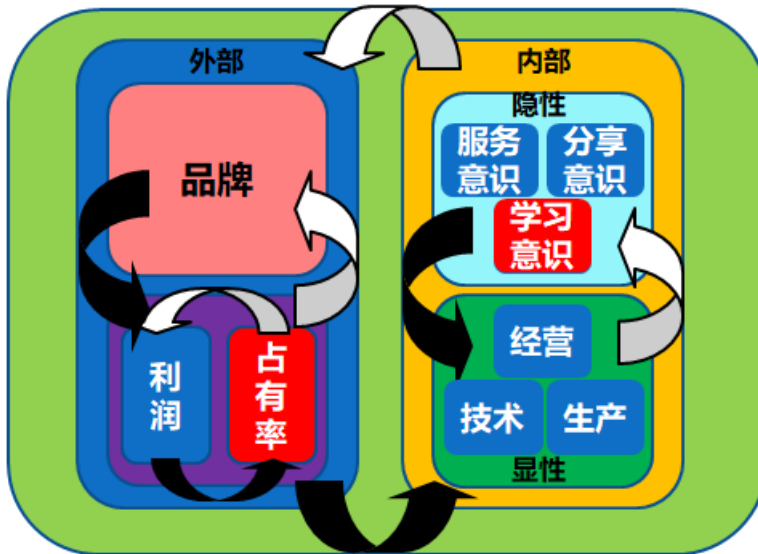 外部
品牌
利
润
占
有
率
内部
隐性
服务
意识
分享
意识
学习
意识
经营
技术
生产
显性